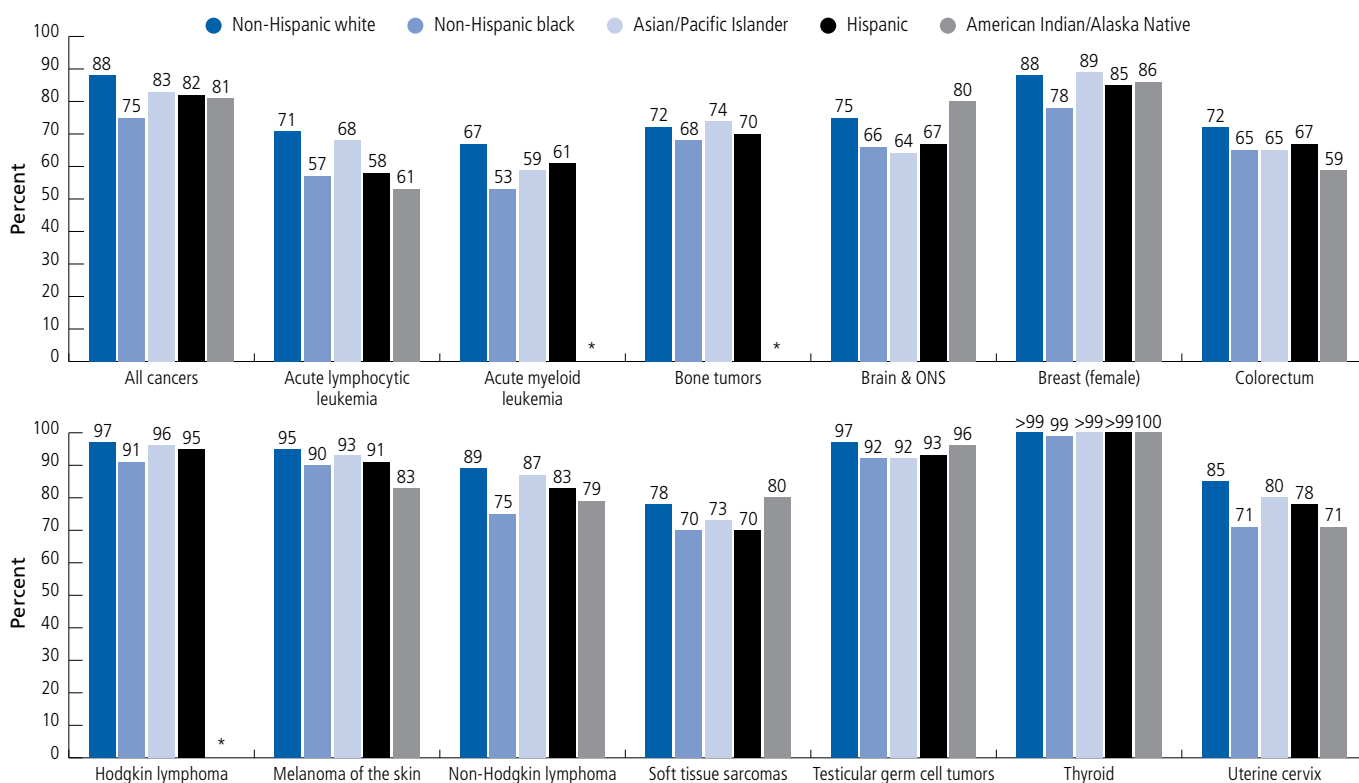 Non-Hispanic white Non-Hispanic black Asian/Pacific Islander Hispanic American Indian/Alaska Native
Percent
100
90
80
70
60
50
40
30
20
10
0
88 75 83 82 81
71 57 68 58 61
67 53 59 61 *
72 68 74 70 *
75 66 64 67 80
88 78 89 85 86
72 65 65 67 59
All cancers
Acute lymphocytic
leukemia
Acute myeloid
leukemia
Bone tumors
Brain & ONS
Breast (female)
Colorectum
Percent
100
90
80
70
60
50
40
30
20
10
0
97 91 96 95 *
95 90 93 91 83
89 75 87 83 79
78 70 73 70 80
97 92 92 93 96
>99 99 >99 >99 100
85 71 80 78 71
Hodgkin lymphoma
Melanoma of the skin
Non-Hodgkin lymphoma
Soft tissue sarcomas
Testicular germ cell tumors
Thyroid
Uterine cervix